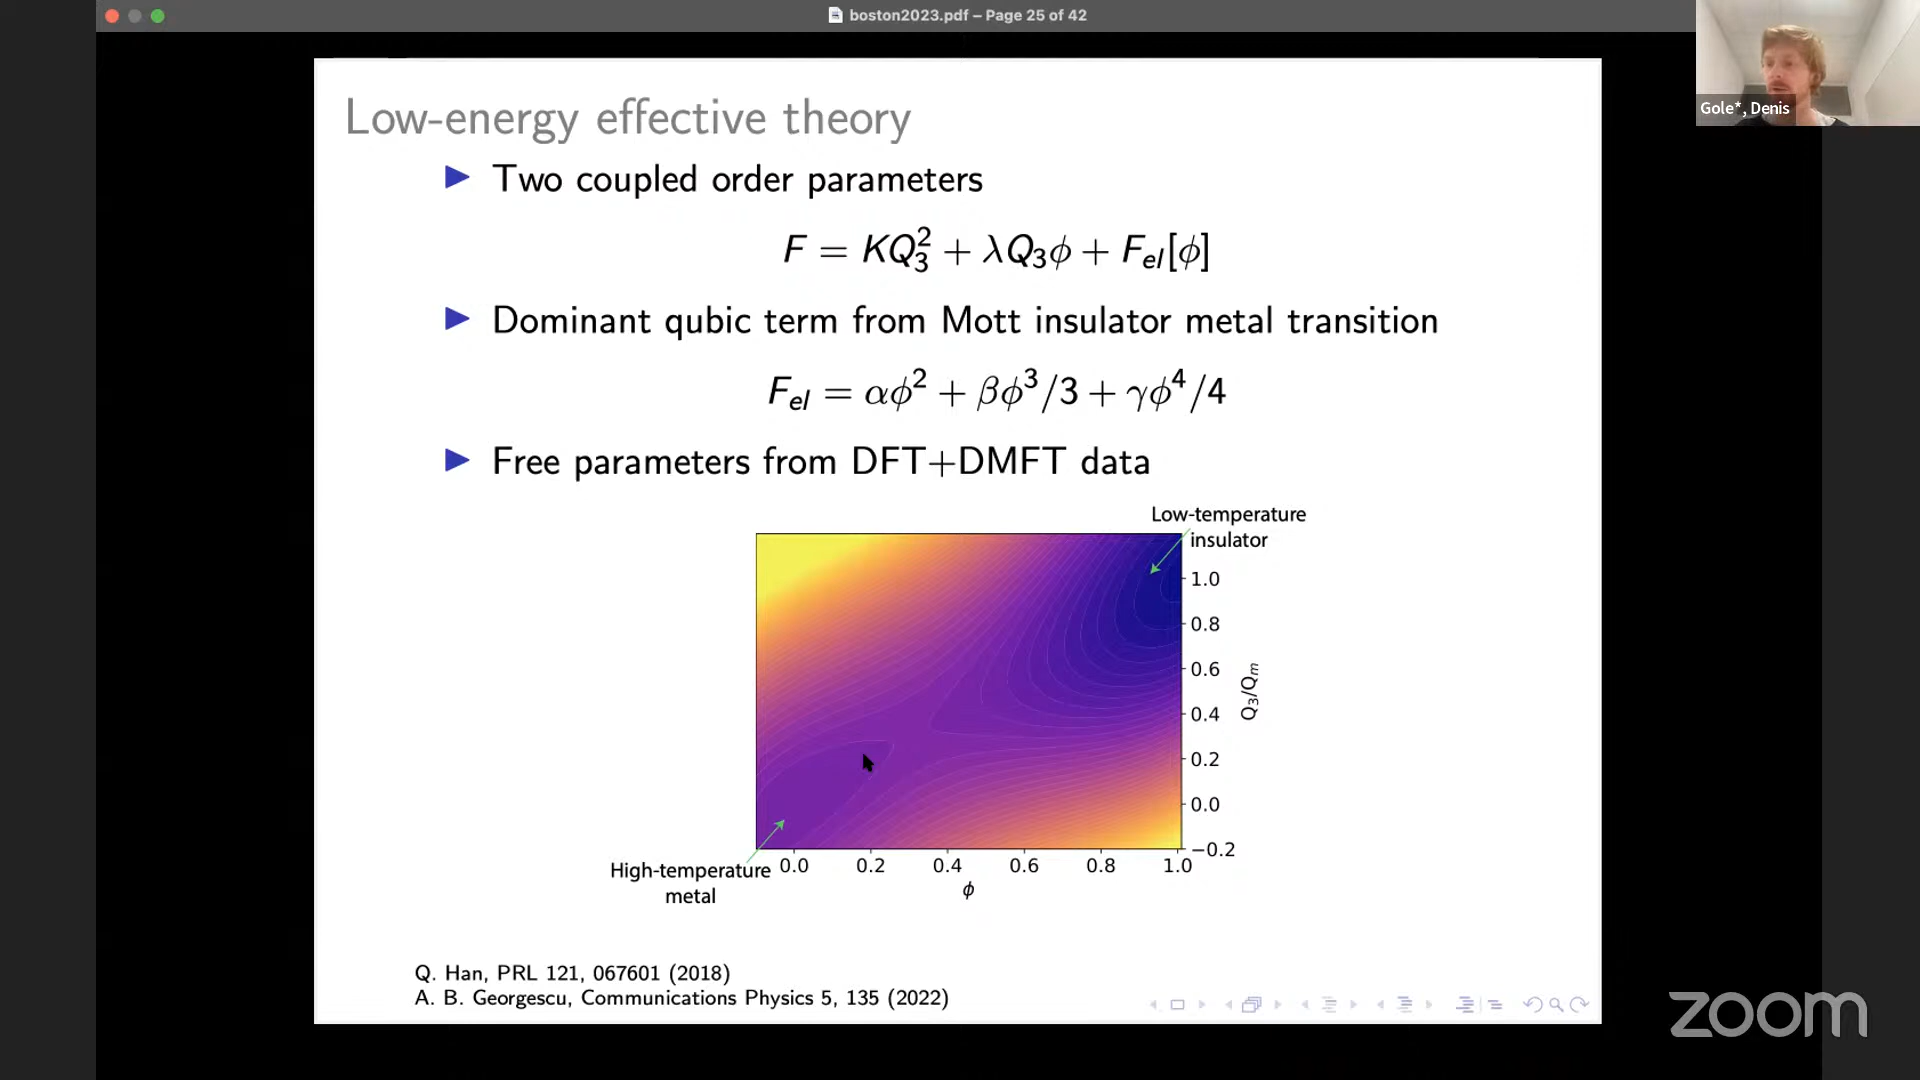 boston2023.pdf – Page 25 of 42
Gole*, Denis
Low-energy effective theory
▶ Two coupled order parameters
F = KQ₃² + λQ₃ϕ + F_el[ϕ]
▶ Dominant qubic term from Mott insulator metal transition
F_el = αϕ² + βϕ³/3 + γϕ⁴/4
▶ Free parameters from DFT+DMFT data
Low-temperature
insulator
1.0
0.8
0.6
0.4
0.2
0.0
−0.2
Q₃/Qₘ
High-temperature
metal
0.0 0.2 0.4 0.6 0.8 1.0
ϕ
Q. Han, PRL 121, 067601 (2018)
A. B. Georgescu, Communications Physics 5, 135 (2022)
zoom